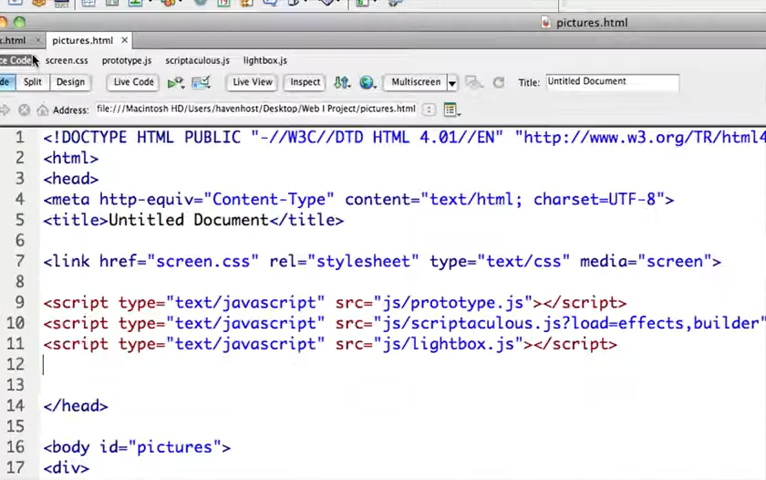 pictures.html
.html × pictures.html ×
ce Code screen.css prototype.js scriptaculous.js lightbox.js
de Split Design Live Code Live View Inspect Multiscreen Title: Untitled Document
Address: file:///Macintosh HD/Users/havenhost/Desktop/Web I Project/pictures.html
1 <!DOCTYPE HTML PUBLIC "-//W3C//DTD HTML 4.01//EN" "http://www.w3.org/TR/html4
2 <html>
3 <head>
4 <meta http-equiv="Content-Type" content="text/html; charset=UTF-8">
5 <title>Untitled Document</title>
6
7 <link href="screen.css" rel="stylesheet" type="text/css" media="screen">
8
9 <script type="text/javascript" src="js/prototype.js"></script>
10 <script type="text/javascript" src="js/scriptaculous.js?load=effects,builder"
11 <script type="text/javascript" src="js/lightbox.js"></script>
12
13
14 </head>
15
16 <body id="pictures">
17 <div>